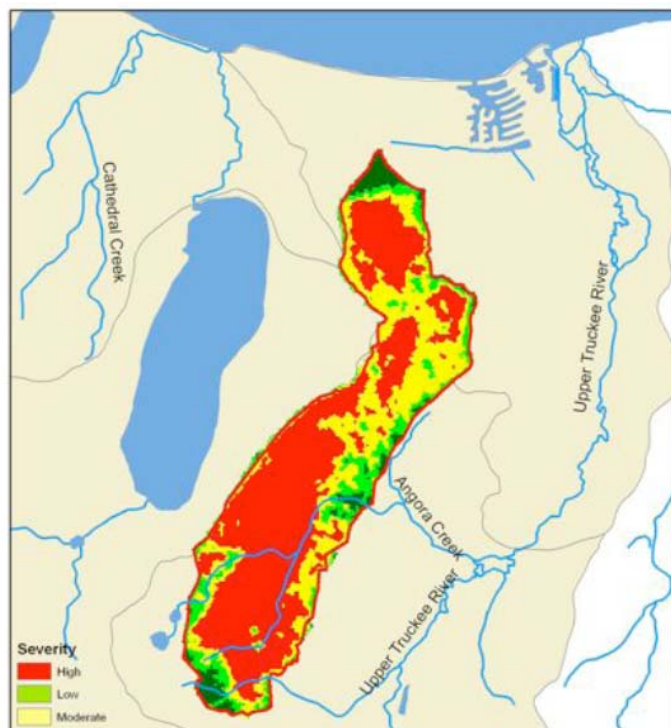 Cathedral Creek
Upper Truckee River
Angora Creek
Upper Truckee River
Severity
High
Low
Moderate